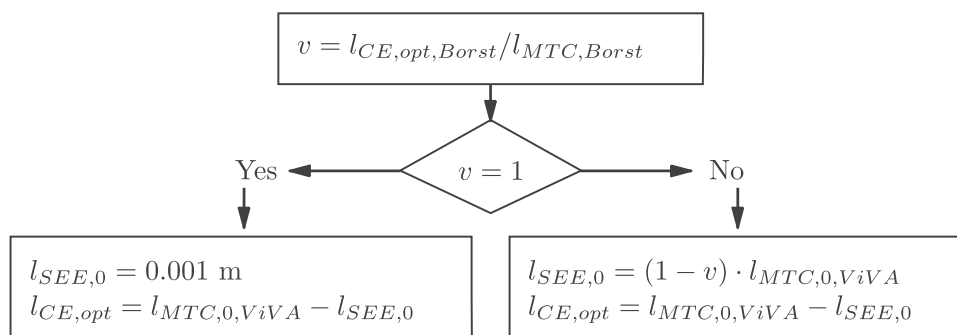 v = l_{CE,opt,Borst}/l_{MTC,Borst}
Yes
v = 1
No
l_{SEE,0} = 0.001 m
l_{CE,opt} = l_{MTC,0,ViVA} − l_{SEE,0}
l_{SEE,0} = (1 − v) · l_{MTC,0,ViVA}
l_{CE,opt} = l_{MTC,0,ViVA} − l_{SEE,0}